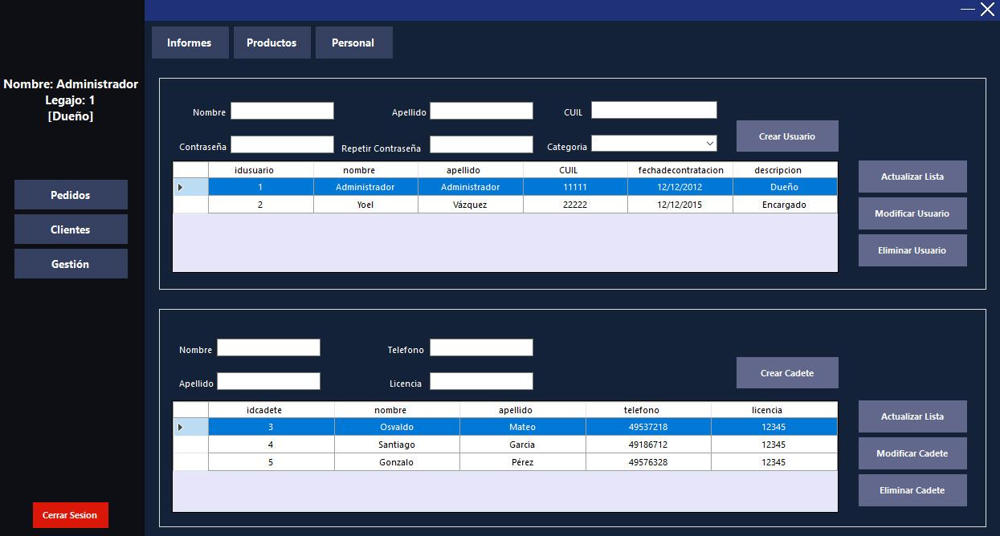 Informes Productos Personal
Nombre: Administrador
Legajo: 1
[Dueño]
Pedidos
Clientes
Gestión
Cerrar Sesion
Nombre Apellido CUIL
Contraseña Repetir Contraseña Categoria
Crear Usuario
idusuario nombre apellido CUIL fechadecontratacion descripcion
1 Administrador Administrador 11111 12/12/2012 Dueño
2 Yoel Vázquez 22222 12/12/2015 Encargado
Actualizar Lista
Modificar Usuario
Eliminar Usuario
Nombre Telefono
Apellido Licencia
Crear Cadete
idcadete nombre apellido telefono licencia
3 Osvaldo Mateo 49537218 12345
4 Santiago Garcia 49186712 12345
5 Gonzalo Pérez 49576328 12345
Actualizar Lista
Modificar Cadete
Eliminar Cadete